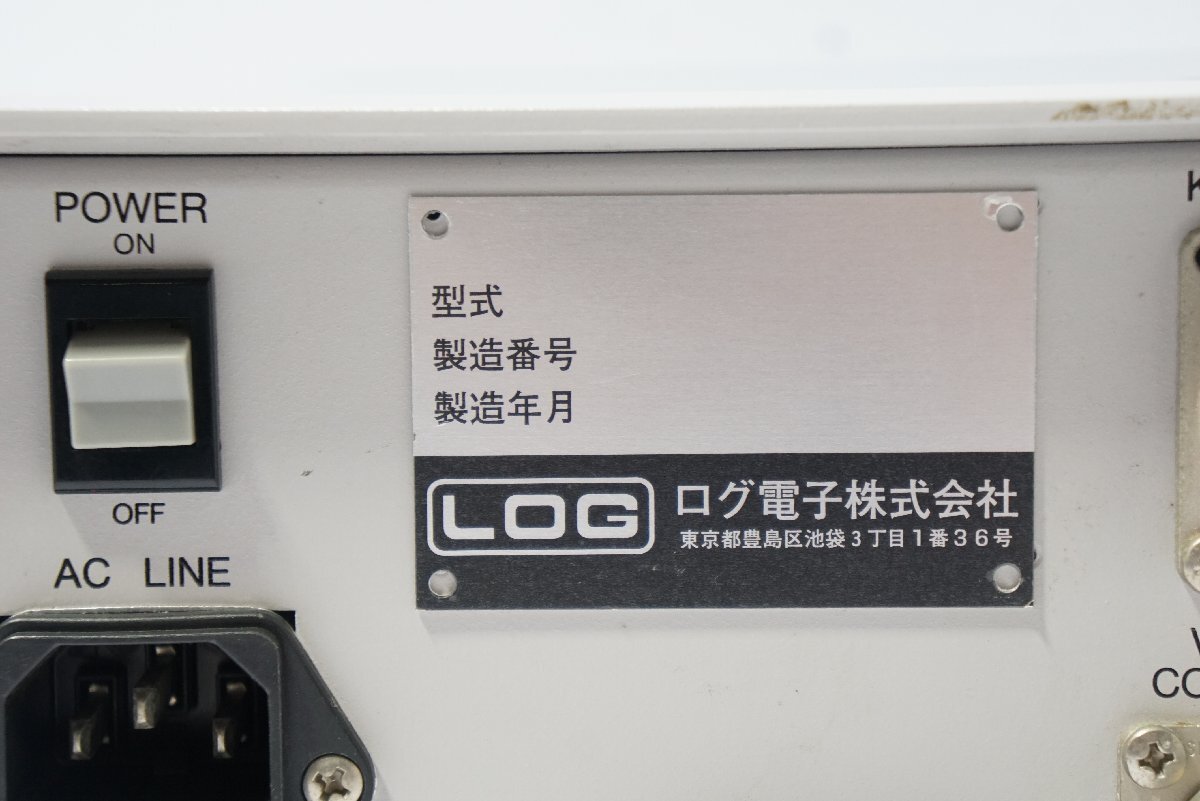 POWER
ON
OFF
AC LINE
型式
製造番号
製造年月
LOG
ログ電子株式会社
東京都豊島区池袋3丁目1番36号